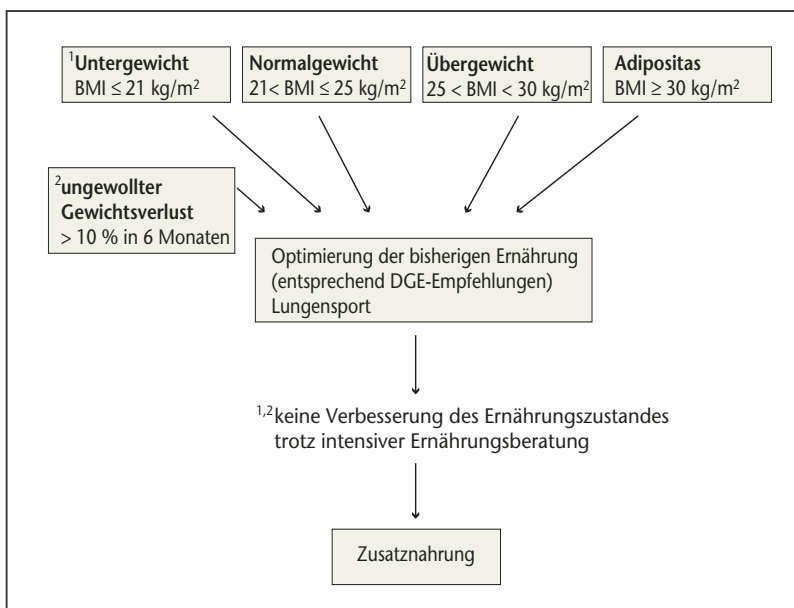 ¹Untergewicht
BMI ≤ 21 kg/m²
Normalgewicht
21< BMI ≤ 25 kg/m²
Übergewicht
25 < BMI < 30 kg/m²
Adipositas
BMI ≥ 30 kg/m²
²ungewollter
Gewichtsverlust
> 10 % in 6 Monaten
Optimierung der bisherigen Ernährung
(entsprechend DGE-Empfehlungen)
Lungensport
¹,²keine Verbesserung des Ernährungszustandes
trotz intensiver Ernährungsberatung
Zusatznahrung